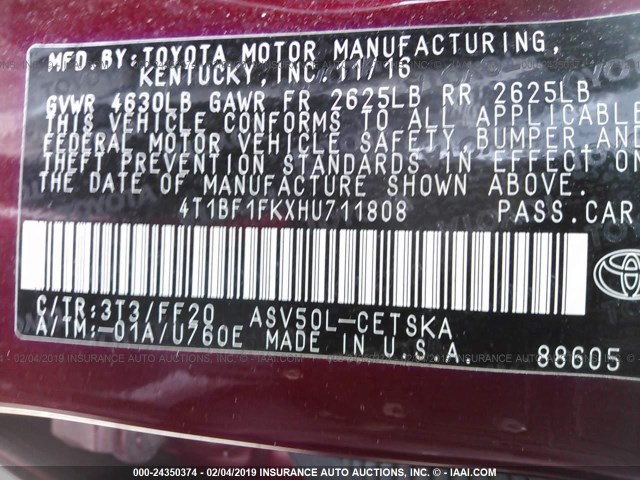 MFD.BY:TOYOTA MOTOR MANUFACTURING,
KENTUCKY,INC. 11/16
GVWR 4630LB GAWR FR 2625LB RR 2625LB
THIS VEHICLE CONFORMS TO ALL APPLICABLE
FEDERAL MOTOR VEHICLE SAFETY,BUMPER,AND
THEFT PREVENTION STANDARDS IN EFFECT ON
THE DATE OF MANUFACTURE SHOWN ABOVE.
4T1BF1FKXHU711808 PASS.CAR
C/TR:3T3/FF20 ASV50L-CETSKA
A/TM:-01A/U760E MADE IN U.S.A.
88605
000-24350374 - 02/04/2019 - INSURANCE AUTO AUCTIONS, INC. - © - IAAI.COM